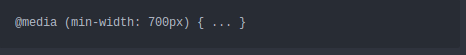 @media (min-width: 700px) { ... }